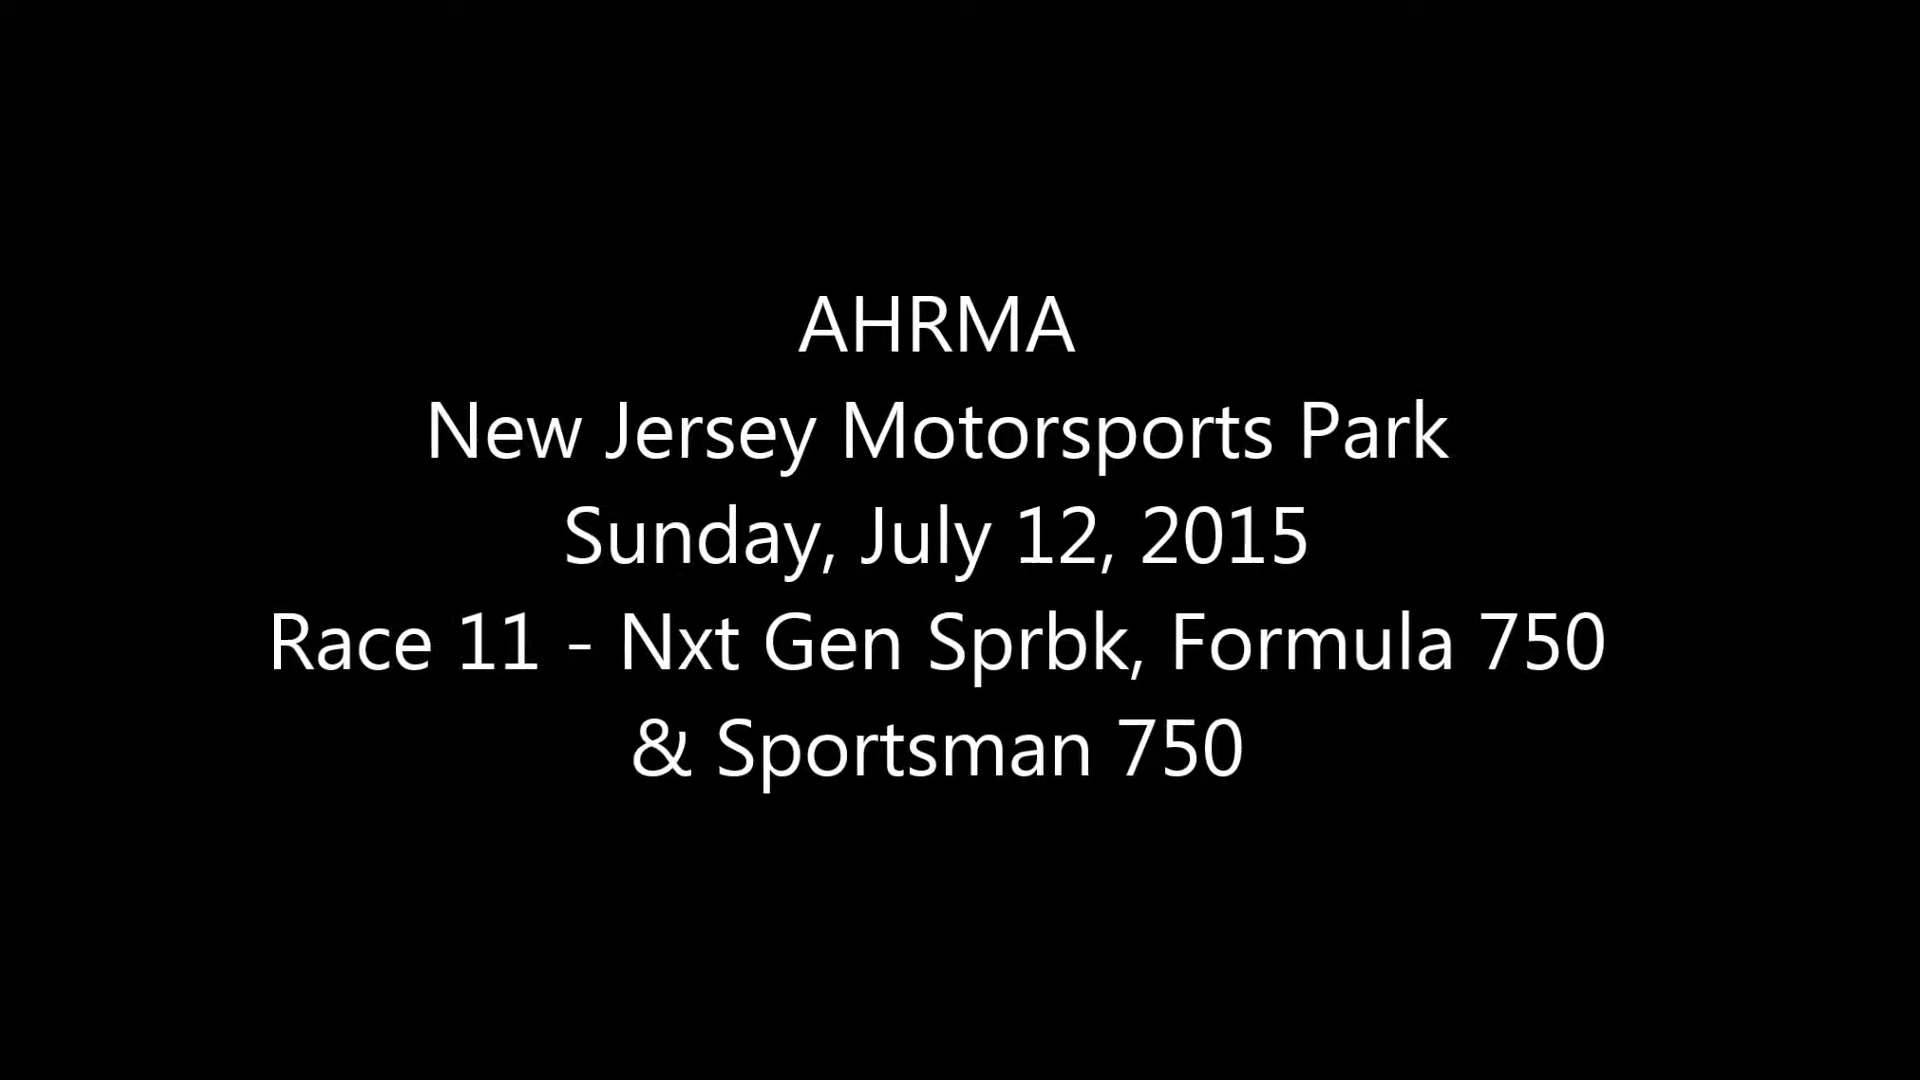 AHRMA
New Jersey Motorsports Park
Sunday, July 12, 2015
Race 11 - Nxt Gen Sprbk, Formula 750
& Sportsman 750